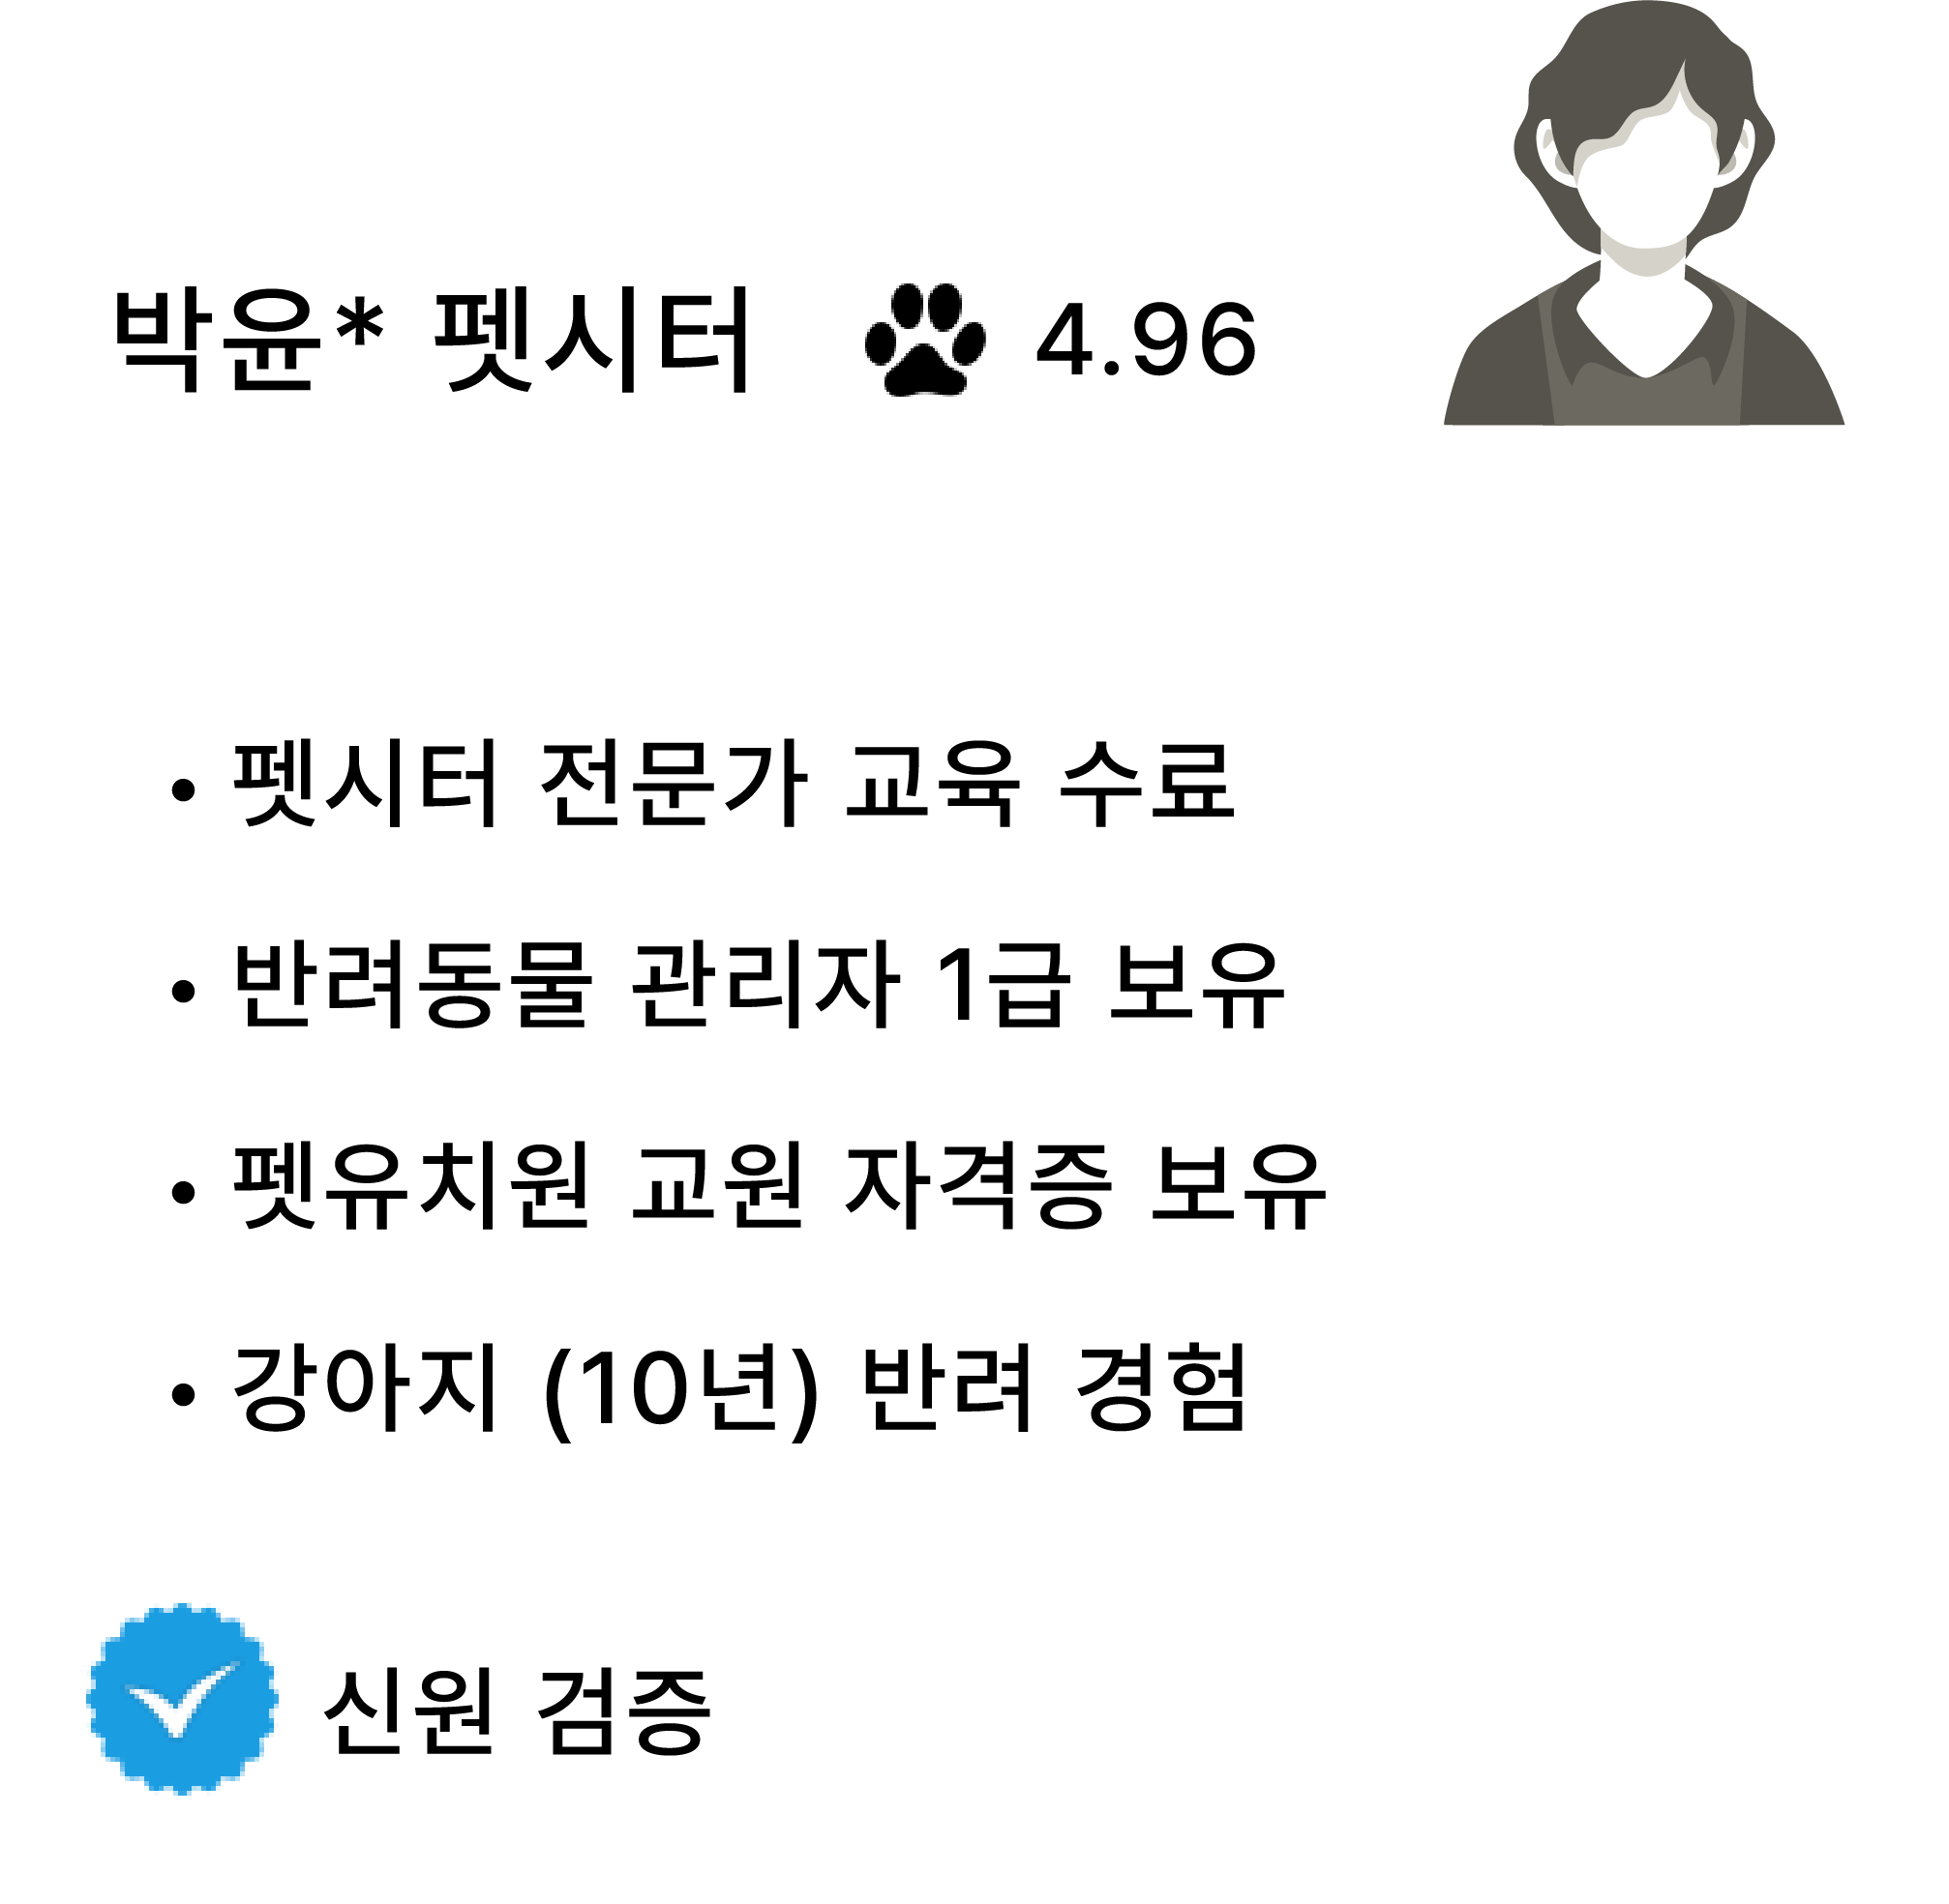 박윤* 펫시터 4.96
• 펫시터 전문가 교육 수료
• 반려동물 관리자 1급 보유
• 펫유치원 교원 자격증 보유
• 강아지 (10년) 반려 경험
신원 검증